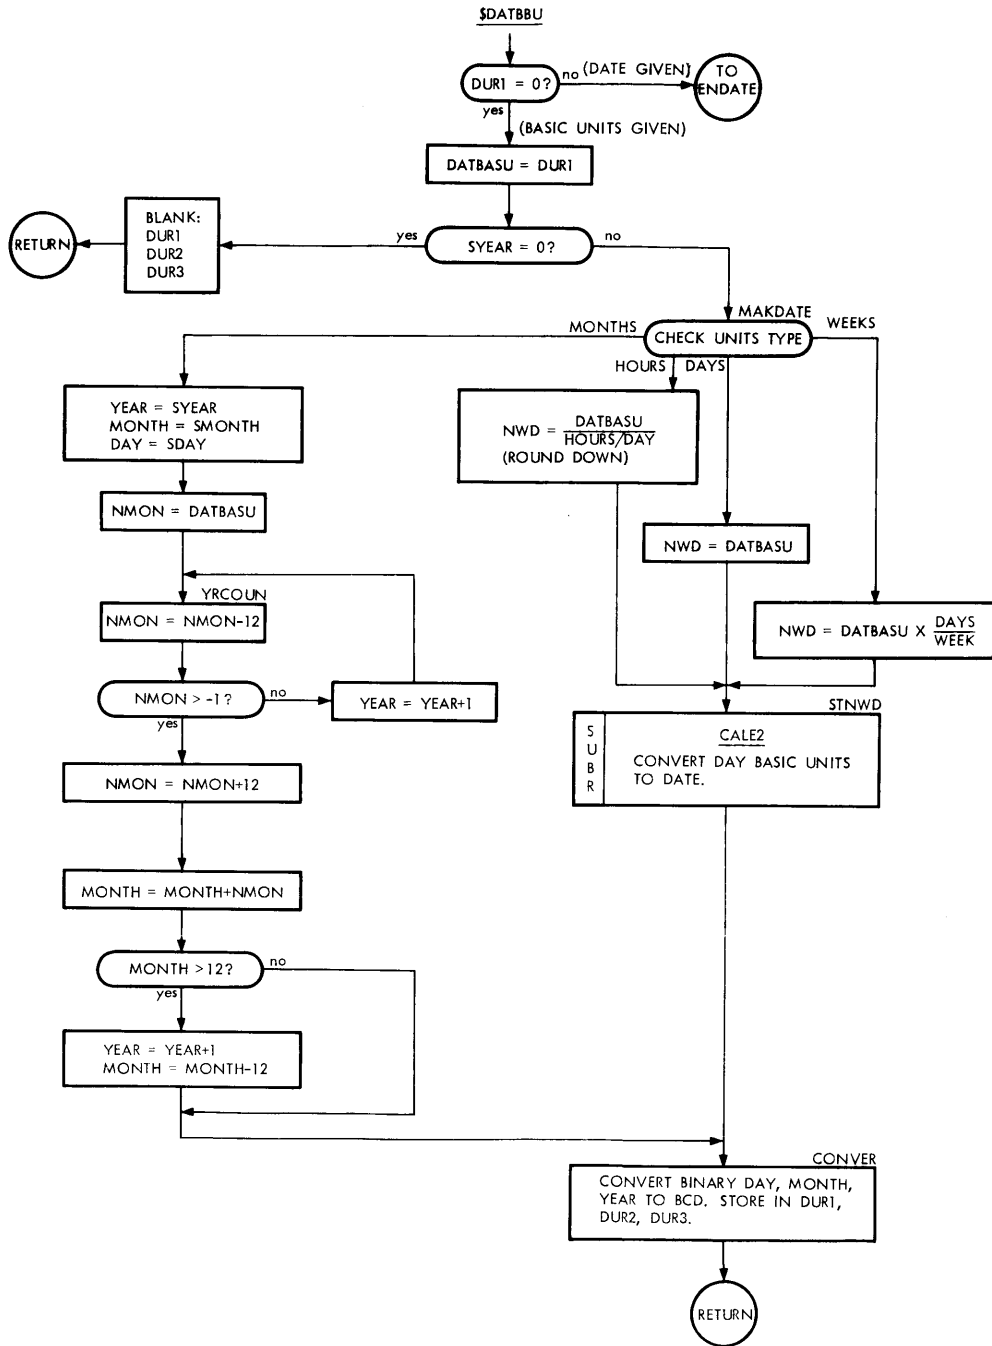 $DATBBU
DUR1 = 0?
no
(DATE GIVEN)
TO
ENDATE
yes
(BASIC UNITS GIVEN)
DATBASU = DUR1
BLANK:
DUR1
DUR2
DUR3
RETURN
yes
SYEAR = 0?
no
MAKDATE
MONTHS
CHECK UNITS TYPE
WEEKS
HOURS
DAYS
YEAR = SYEAR
MONTH = SMONTH
DAY = SDAY
NWD = DATBASU
HOURS/DAY
(ROUND DOWN)
NMON = DATBASU
NWD = DATBASU
YRCOUN
NMON = NMON-12
NWD = DATBASU X DAYS
WEEK
NMON > -1?
no
YEAR = YEAR+1
yes
STNWD
SUBR
CALE2
CONVERT DAY BASIC UNITS
TO DATE.
NMON = NMON+12
MONTH = MONTH+NMON
MONTH >12?
no
yes
YEAR = YEAR+1
MONTH = MONTH-12
CONVER
CONVERT BINARY DAY, MONTH,
YEAR TO BCD. STORE IN DUR1,
DUR2, DUR3.
RETURN